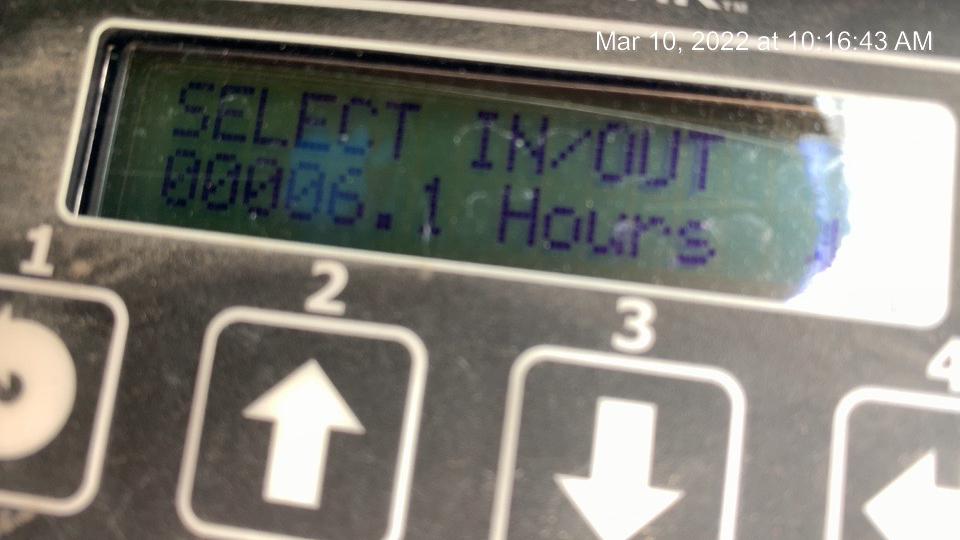 Mar 10, 2022 at 10:16:43 AM
SELECT IN/OUT
00006.1 Hours
1
2
3
4